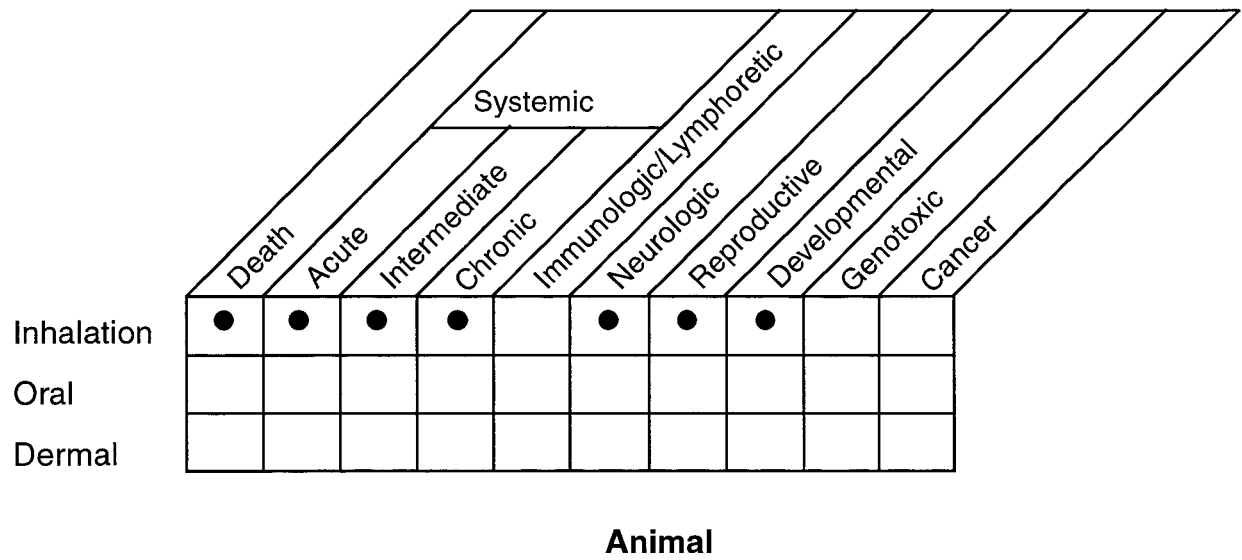 Systemic
Death
Acute
Intermediate
Chronic
Immunologic/Lymphoretic
Neurologic
Reproductive
Developmental
Genotoxic
Cancer
Inhalation
Oral
Dermal
Animal